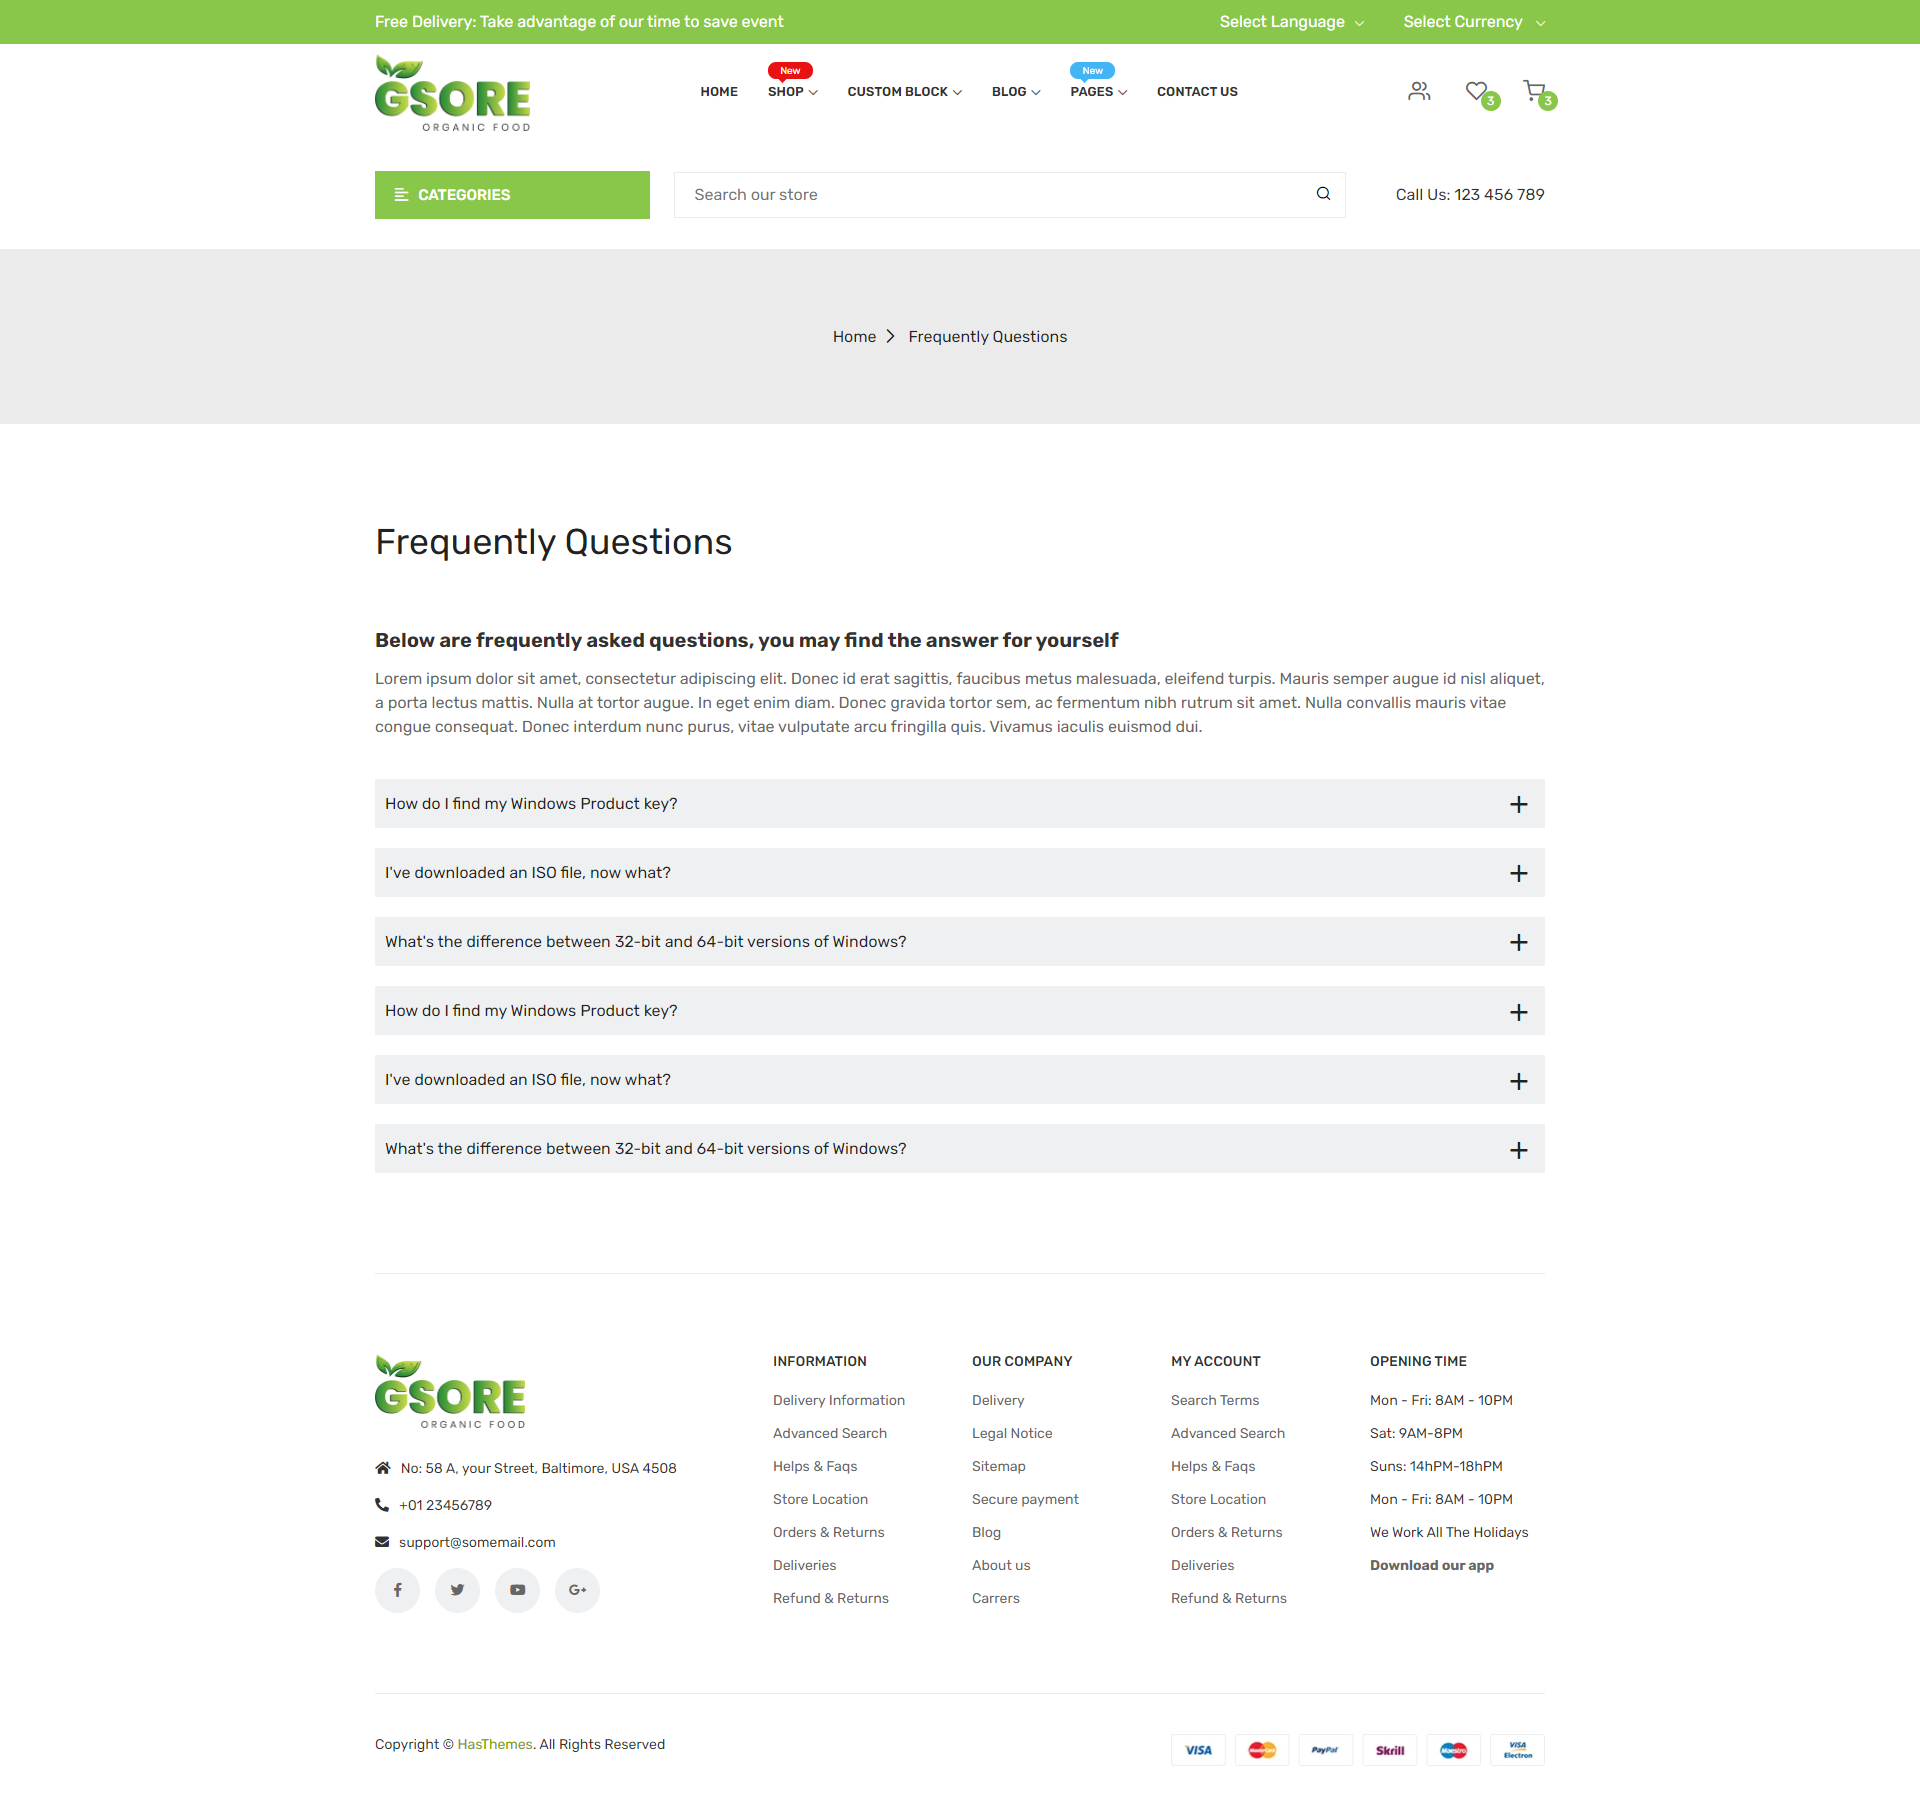 Free Delivery: Take advantage of our time to save event
Select Language
Select Currency
GSORE
ORGANIC FOOD
New
New
HOME
SHOP
CUSTOM BLOCK
BLOG
PAGES
CONTACT US
3
3
CATEGORIES
Search our store
Call Us: 123 456 789
Home
Frequently Questions
Frequently Questions
Below are frequently asked questions, you may find the answer for yourself
Lorem ipsum dolor sit amet, consectetur adipiscing elit. Donec id erat sagittis, faucibus metus malesuada, eleifend turpis. Mauris semper augue id nisl aliquet,
a porta lectus mattis. Nulla at tortor augue. In eget enim diam. Donec gravida tortor sem, ac fermentum nibh rutrum sit amet. Nulla convallis mauris vitae
congue consequat. Donec interdum nunc purus, vitae vulputate arcu fringilla quis. Vivamus iaculis euismod dui.
How do I find my Windows Product key?
I've downloaded an ISO file, now what?
What's the difference between 32-bit and 64-bit versions of Windows?
How do I find my Windows Product key?
I've downloaded an ISO file, now what?
What's the difference between 32-bit and 64-bit versions of Windows?
GSORE
ORGANIC FOOD
No: 58 A, your Street, Baltimore, USA 4508
+01 23456789
support@somemail.com
INFORMATION
Delivery Information
Advanced Search
Helps & Faqs
Store Location
Orders & Returns
Deliveries
Refund & Returns
OUR COMPANY
Delivery
Legal Notice
Sitemap
Secure payment
Blog
About us
Carrers
MY ACCOUNT
Search Terms
Advanced Search
Helps & Faqs
Store Location
Orders & Returns
Deliveries
Refund & Returns
OPENING TIME
Mon - Fri: 8AM - 10PM
Sat: 9AM-8PM
Suns: 14hPM-18hPM
Mon - Fri: 8AM - 10PM
We Work All The Holidays
Download our app
Copyright © HasThemes. All Rights Reserved
VISA
MasterCard
PayPal
Skrill
Maestro
VISA
Electron